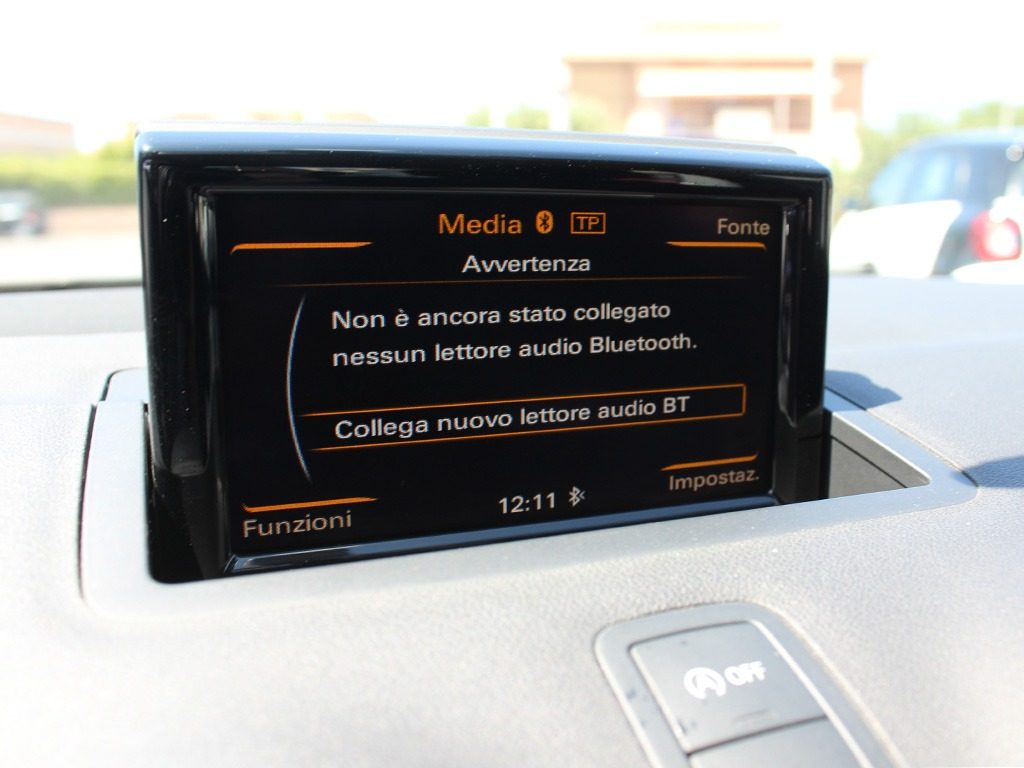 Media TP Fonte
Avvertenza
Non è ancora stato collegato
nessun lettore audio Bluetooth.
Collega nuovo lettore audio BT
Impostaz.
12:11
Funzioni
A OFF